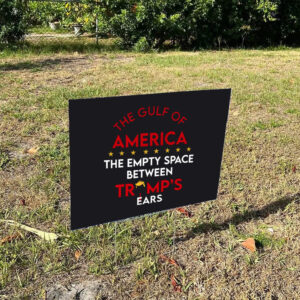 THE GULF OF
AMERICA
THE EMPTY SPACE
BETWEEN
TRUMP'S
EARS